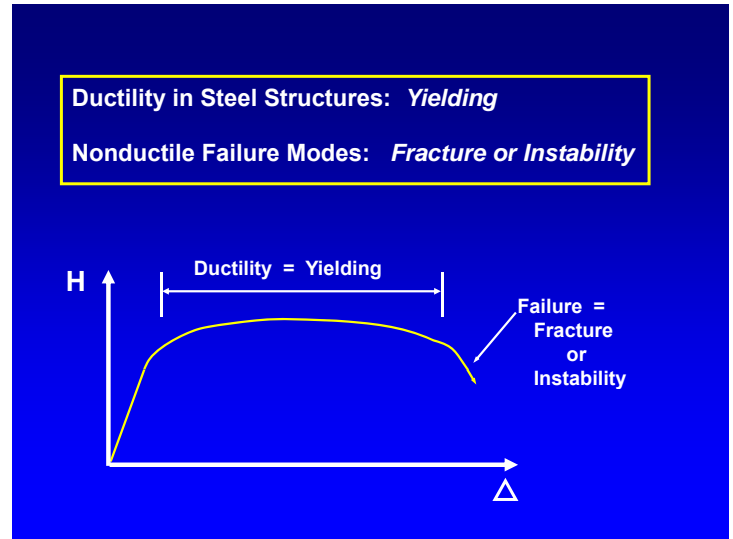 Ductility in Steel Structures: Yielding
Nonductile Failure Modes: Fracture or Instability
H
Ductility = Yielding
Failure =
Fracture
or
Instability
Δ